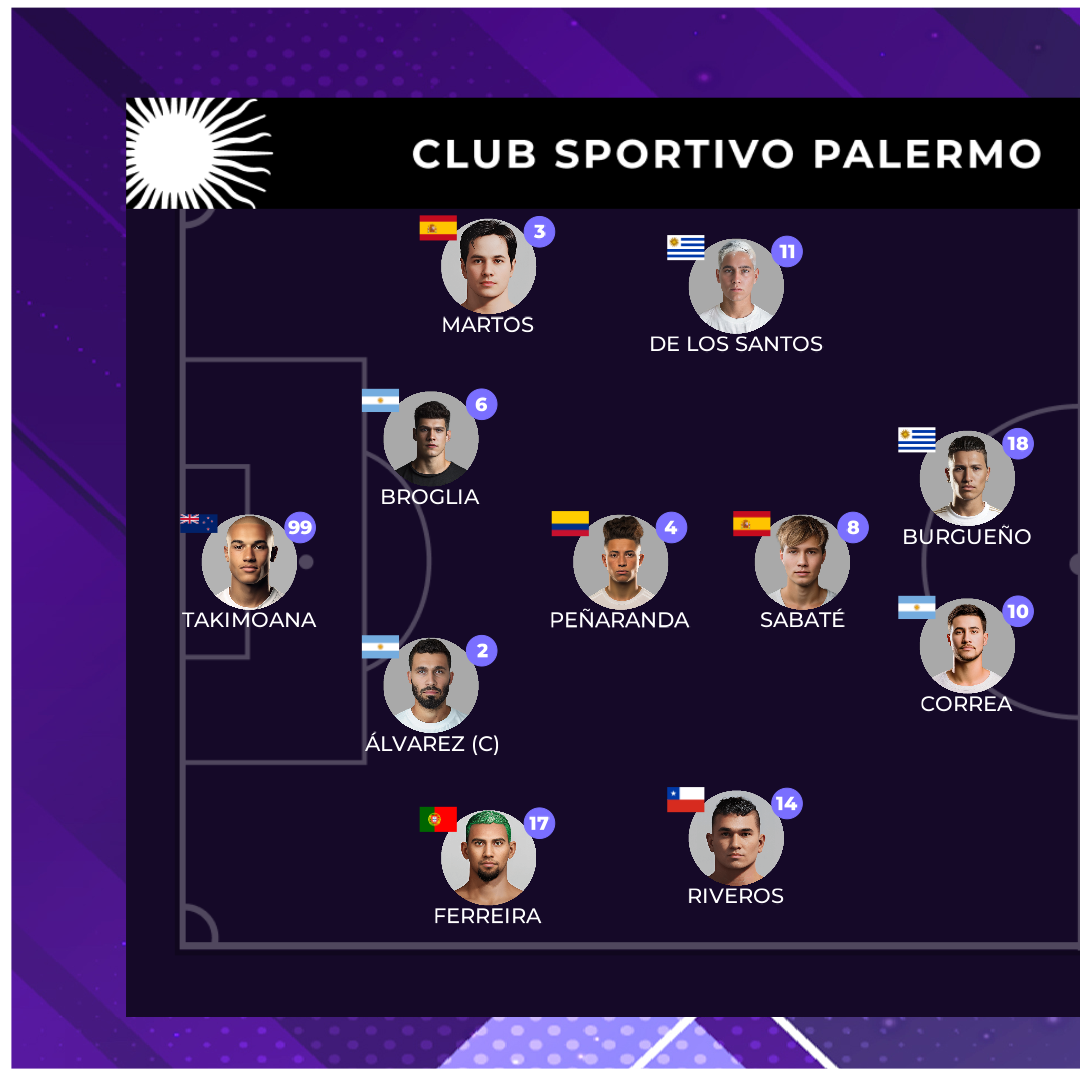 CLUB SPORTIVO PALERMO
3
MARTOS
11
DE LOS SANTOS
6
BROGLIA
18
BURGUEÑO
99
TAKIMOANA
4
PEÑARANDA
8
SABATÉ
10
CORREA
2
ÁLVAREZ (C)
17
FERREIRA
14
RIVEROS